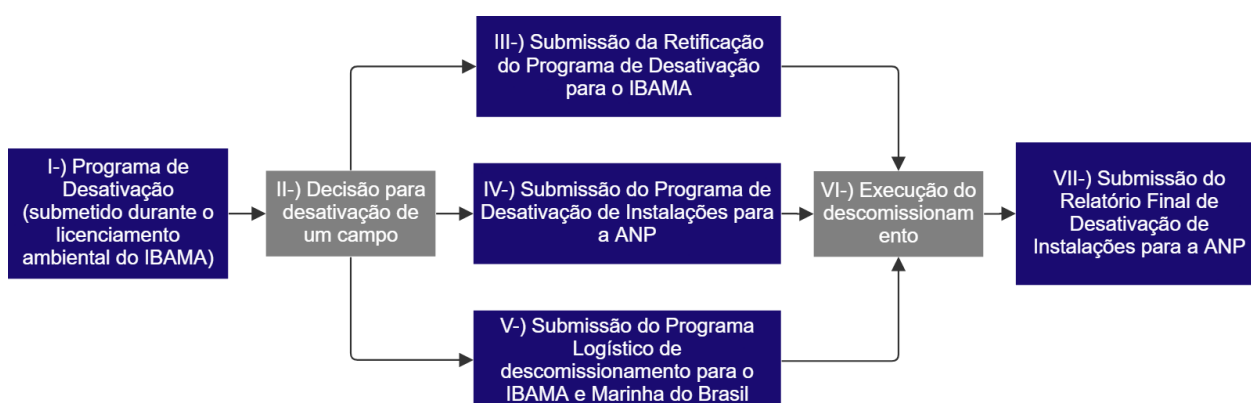 I-) Programa de
Desativação
(submetido durante o
licenciamento
ambiental do IBAMA)
II-) Decisão para
desativação de
um campo
III-) Submissão da Retificação
do Programa de Desativação
para o IBAMA
IV-) Submissão do Programa de
Desativação de Instalações para
a ANP
V-) Submissão do Programa
Logístico de
descomissionamento para o
IBAMA e Marinha do Brasil
VI-) Execução do
descomissionam
ento
VII-) Submissão do
Relatório Final de
Desativação de
Instalações para a ANP